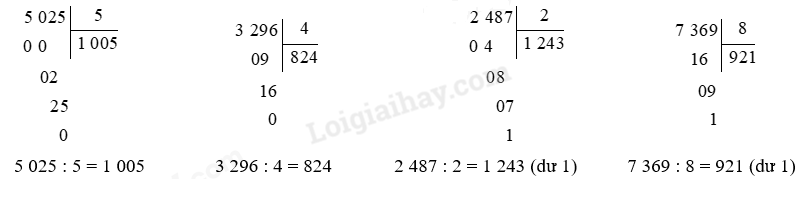 5 025 5
0 0 1 005
02
25
0
5 025 : 5 = 1 005
3 296 4
09 824
16
0
3 296 : 4 = 824
2 487 2
0 4 1 243
08
07
1
2 487 : 2 = 1 243 (dư 1)
7 369 8
16 921
09
1
7 369 : 8 = 921 (dư 1)
Loigiaihay.com